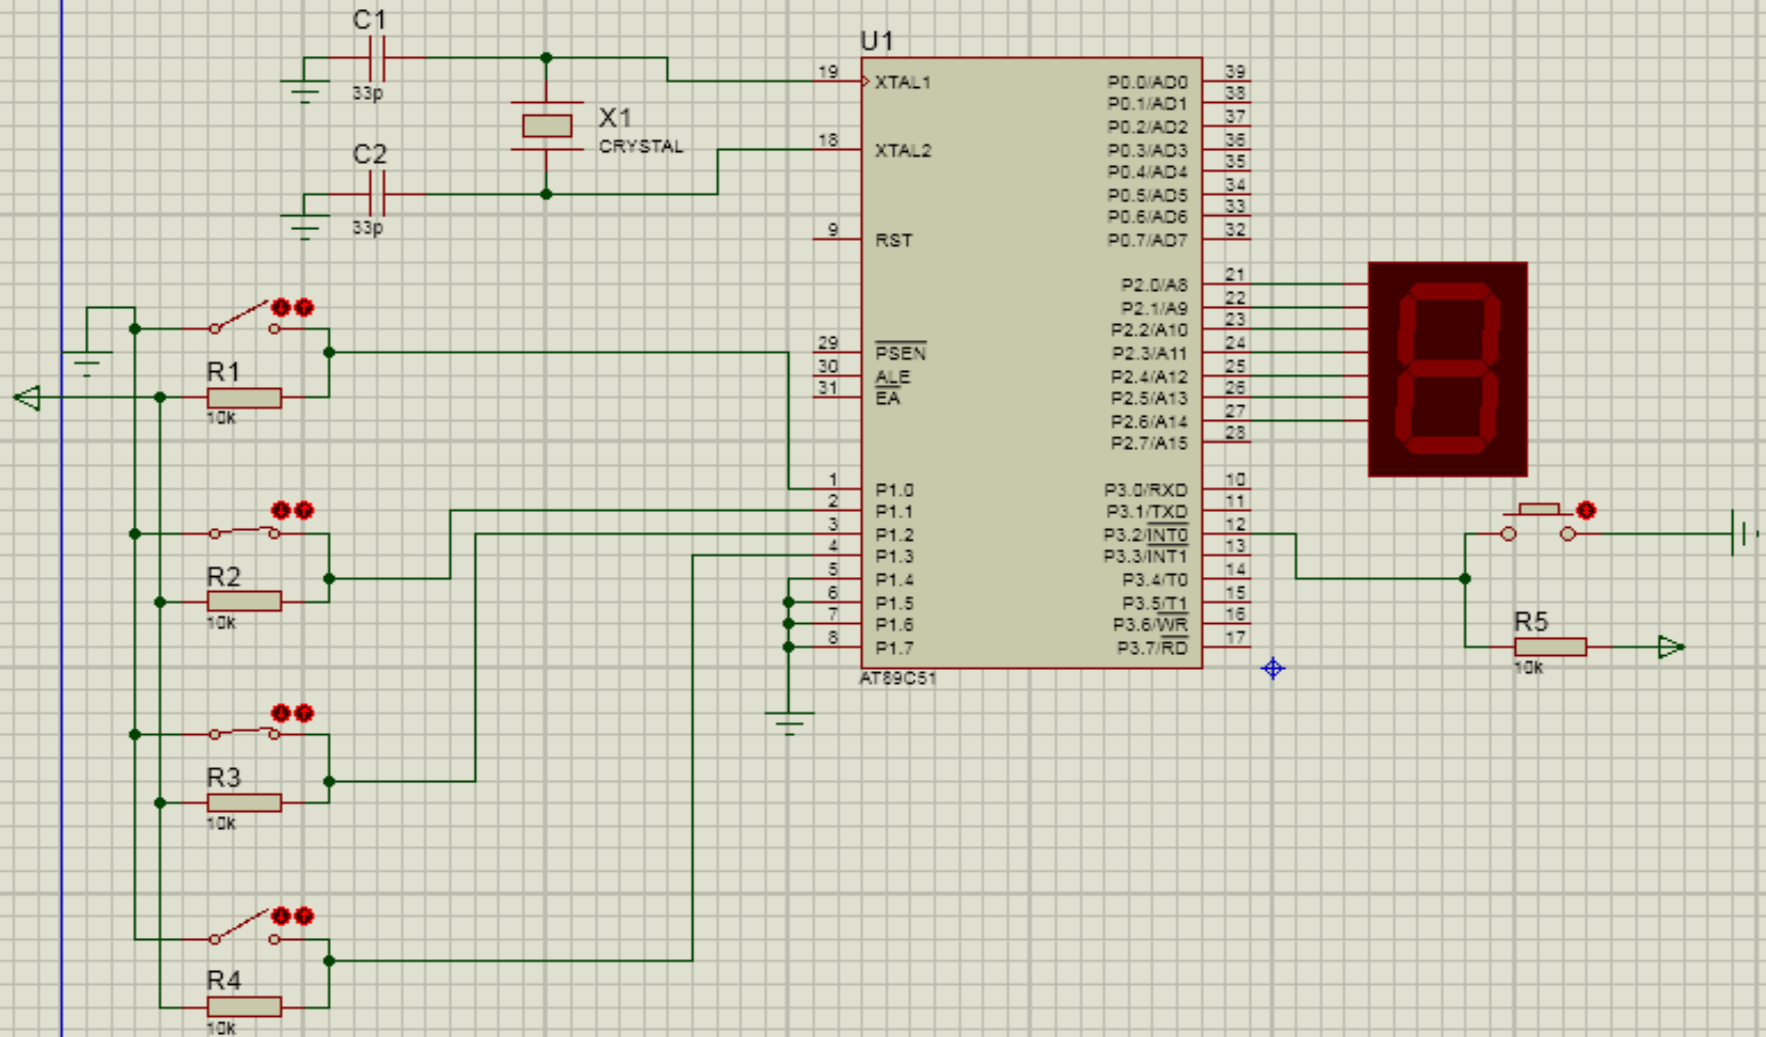 C1
33p
X1
CRYSTAL
C2
33p
R1
10k
R2
10k
R3
10k
R4
10k
U1
19 XTAL1
18 XTAL2
9 RST
29 PSEN
30 ALE
31 EA
1 P1.0
2 P1.1
3 P1.2
4 P1.3
5 P1.4
6 P1.5
7 P1.6
8 P1.7
P0.0/AD0 39
P0.1/AD1 38
P0.2/AD2 37
P0.3/AD3 36
P0.4/AD4 35
P0.5/AD5 34
P0.6/AD6 33
P0.7/AD7 32
P2.0/A8 21
P2.1/A9 22
P2.2/A10 23
P2.3/A11 24
P2.4/A12 25
P2.5/A13 26
P2.6/A14 27
P2.7/A15 28
P3.0/RXD 10
P3.1/TXD 11
P3.2/INT0 12
P3.3/INT1 13
P3.4/T0 14
P3.5/T1 15
P3.6/WR 16
P3.7/RD 17
AT89C51
R5
10k